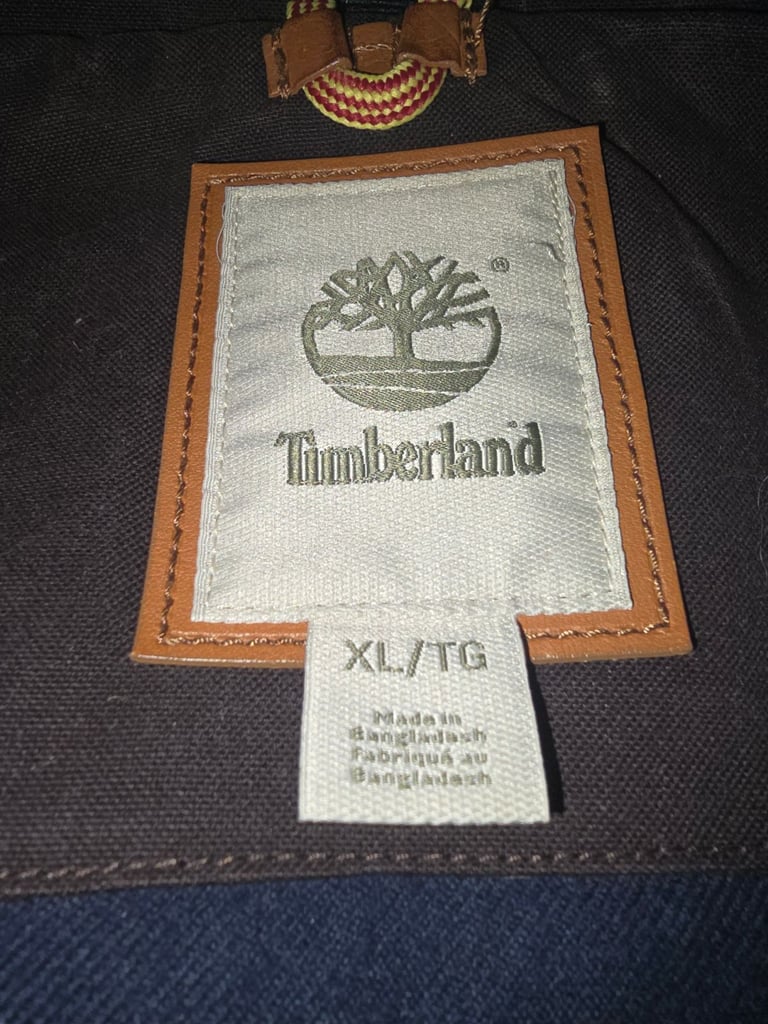 ®
Timberland
XL/TG
Made in
Bangladesh
Fabriqué au
Bangladesh